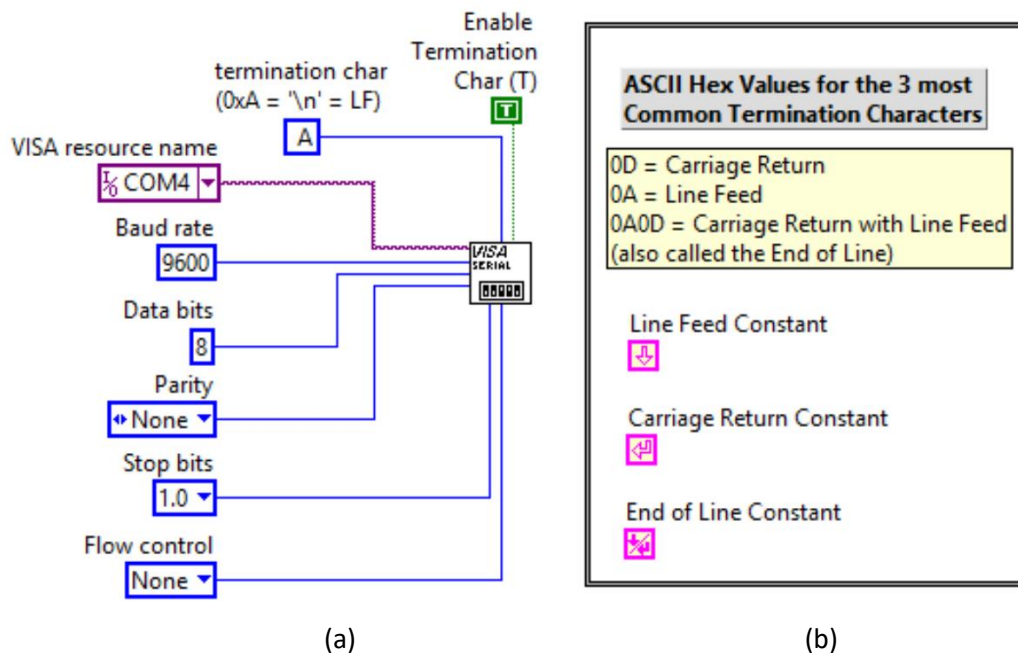 Enable
Termination
Char (T)
T
termination char
(0xA = '\n' = LF)
A
VISA resource name
I/O COM4
Baud rate
9600
VISA
SERIAL
Data bits
8
Parity
None
Stop bits
1.0
Flow control
None
(a)
ASCII Hex Values for the 3 most
Common Termination Characters
0D = Carriage Return
0A = Line Feed
0A0D = Carriage Return with Line Feed
(also called the End of Line)
Line Feed Constant
Carriage Return Constant
End of Line Constant
(b)